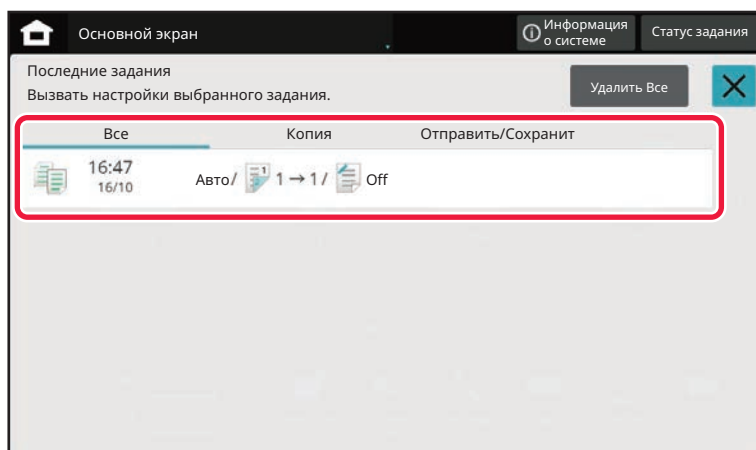 Основной экран
Информация
о системе
Статус задания
Последние задания
Вызвать настройки выбранного задания.
Удалить Все
Все Копия Отправить/Сохранит
16:47
16/10
Авто/ 1 1→1/ Off